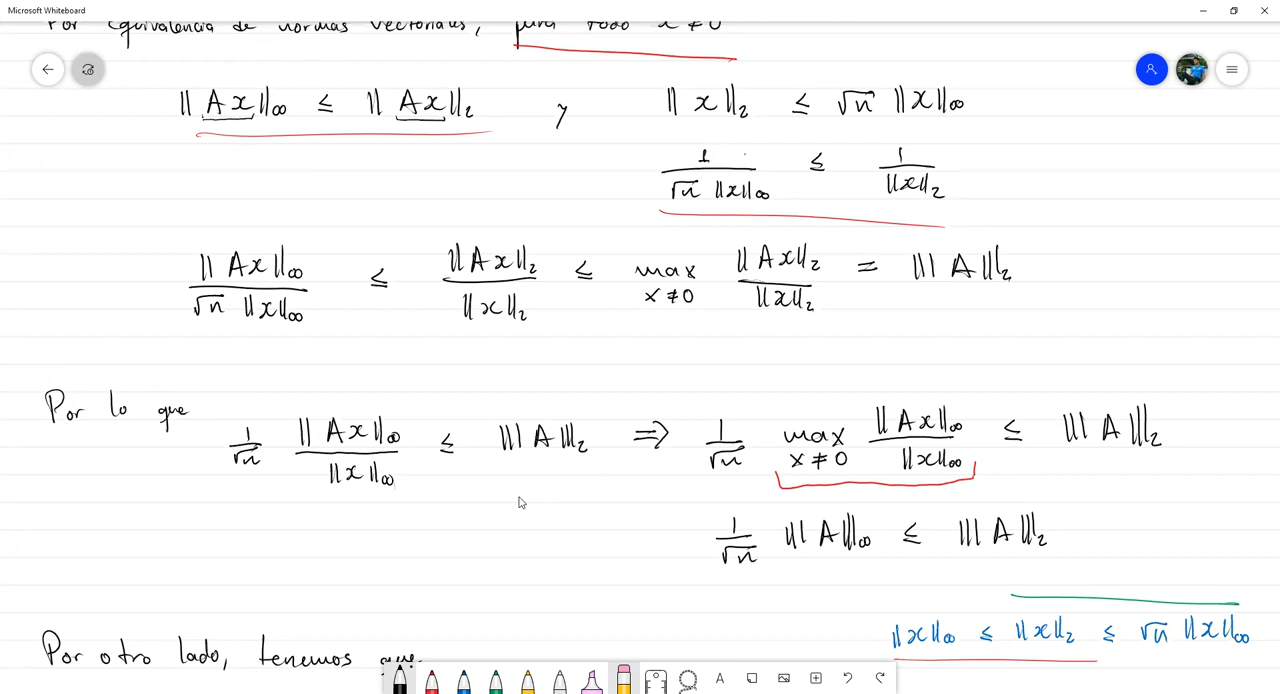 Microsoft Whiteboard
Por equivalencia de normas vectoriales, para todo x ≠ 0
|| Ax ||∞ ≤ || Ax ||₂ y || x ||₂ ≤ √n || x ||∞
1 / (√n ||x||∞) ≤ 1 / ||x||₂
|| Ax ||∞ / (√n ||x||∞) ≤ || Ax ||₂ / ||x||₂ ≤ max x≠0 || Ax ||₂ / ||x||₂ = ||| A |||₂
Por lo que
1/√n || Ax ||∞ / ||x||∞ ≤ ||| A |||₂ ⇒ 1/√n max x≠0 || Ax ||∞ / ||x||∞ ≤ ||| A |||₂
1/√n ||| A |||∞ ≤ ||| A |||₂
||x||∞ ≤ ||x||₂ ≤ √n ||x||∞
Por otro lado, tenemos que